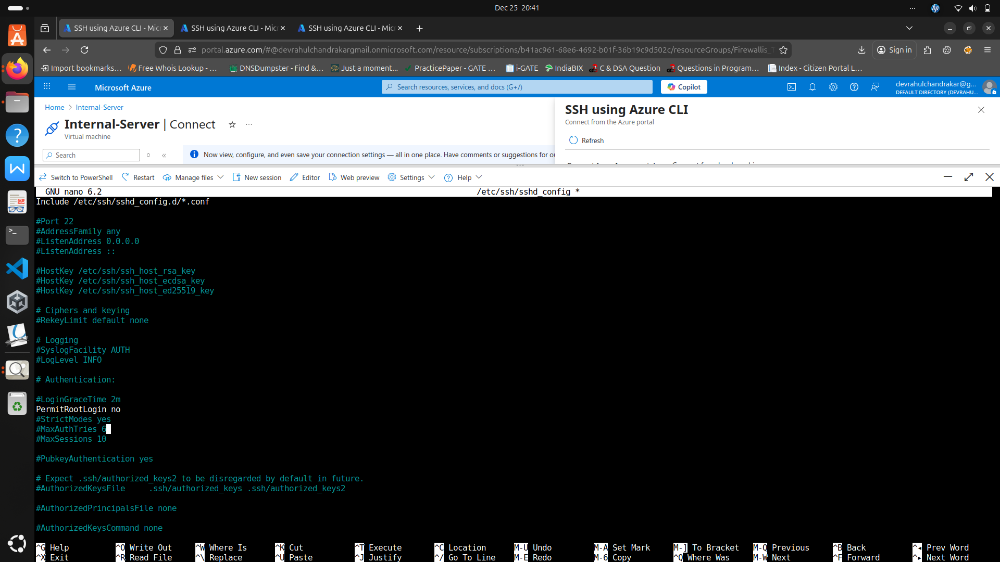 Dec 25 20:41
SSH using Azure CLI - Micr
SSH using Azure CLI - Micr
SSH using Azure CLI - Micr
portal.azure.com/#@devrahulchandrakargmail.onmicrosoft.com/resource/subscriptions/b41ac961-68e6-4692-b01f-36b19c9d502c/resourceGroups/Firewallis_T
Sign in
Import bookmarks…
Free Whois Lookup - …
DNSDumpster - Find &…
Just a moment…
PracticePaper - GATE …
i-GATE
IndiaBIX
C & DSA Question
Questions in Program…
Index - Citizen Portal L…
Microsoft Azure
Search resources, services, and docs (G+/)
Copilot
devrahulchandrakar@g...
DEFAULT DIRECTORY (DEVRAHU...
Home > Internal-Server
Internal-Server | Connect
Virtual machine
Search
Now view, configure, and even save your connection settings — all in one place. Have comments or suggestions for ou
SSH using Azure CLI
Connect from the Azure portal
Refresh
Switch to PowerShell
Restart
Manage files
New session
Editor
Web preview
Settings
Help
GNU nano 6.2 /etc/ssh/sshd_config *
Include /etc/ssh/sshd_config.d/*.conf
#Port 22
#AddressFamily any
#ListenAddress 0.0.0.0
#ListenAddress ::
#HostKey /etc/ssh/ssh_host_rsa_key
#HostKey /etc/ssh/ssh_host_ecdsa_key
#HostKey /etc/ssh/ssh_host_ed25519_key
# Ciphers and keying
#RekeyLimit default none
# Logging
#SyslogFacility AUTH
#LogLevel INFO
# Authentication:
#LoginGraceTime 2m
PermitRootLogin no
#StrictModes yes
#MaxAuthTries 6
#MaxSessions 10
#PubkeyAuthentication yes
# Expect .ssh/authorized_keys2 to be disregarded by default in future.
#AuthorizedKeysFile     .ssh/authorized_keys .ssh/authorized_keys2
#AuthorizedPrincipalsFile none
#AuthorizedKeysCommand none
^G Help ^O Write Out ^W Where Is ^K Cut ^T Execute ^C Location M-U Undo M-A Set Mark M-] To Bracket M-Q Previous ^B Back ^◂ Prev Word
^X Exit ^R Read File ^\ Replace ^U Paste ^J Justify ^/ Go To Line M-E Redo M-6 Copy ^Q Where Was M-W Next ^F Forward ^▸ Next Word